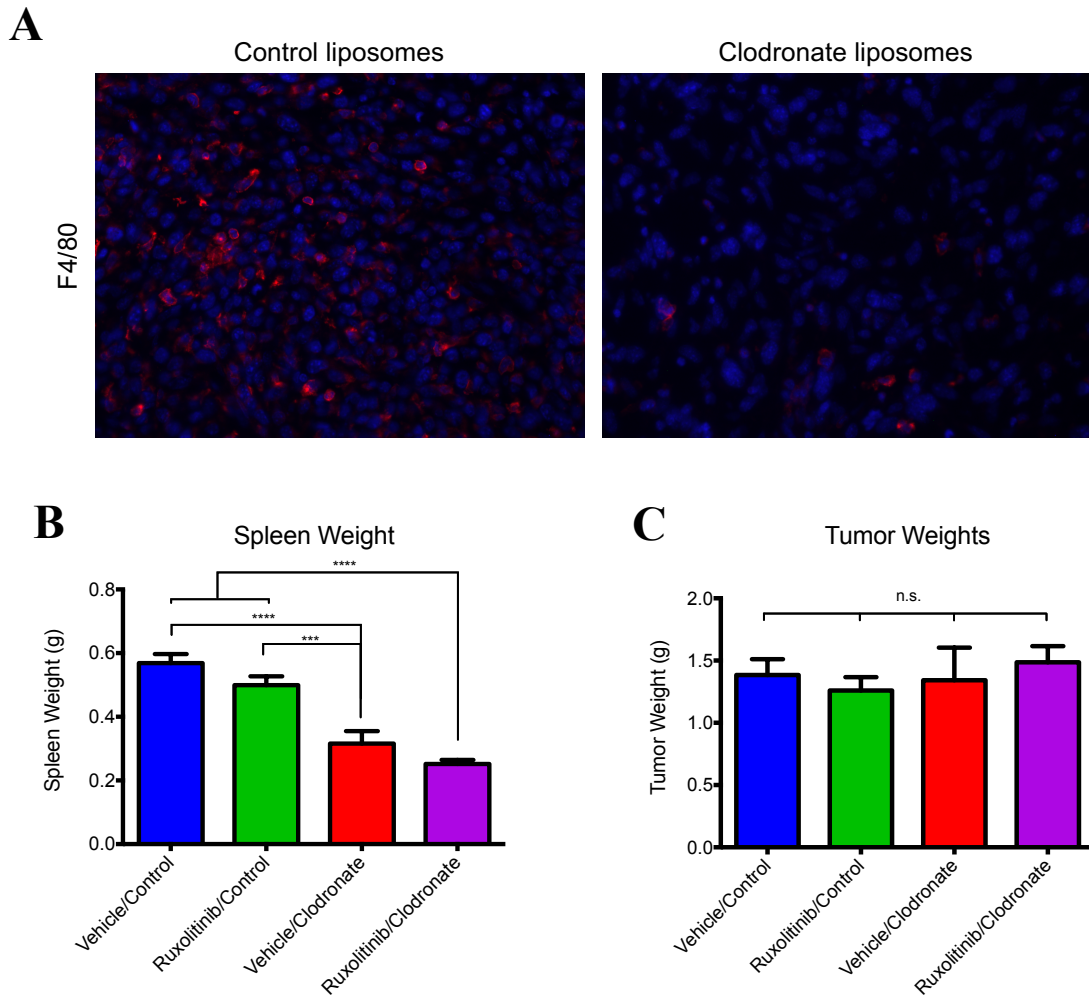 A
Control liposomes
Clodronate liposomes
F4/80
B
Spleen Weight
****
****
***
Spleen Weight (g)
0.8
0.6
0.4
0.2
0.0
Vehicle/Control
Ruxolitinib/Control
Vehicle/Clodronate
Ruxolitinib/Clodronate
C
Tumor Weights
n.s.
Tumor Weight (g)
2.0
1.5
1.0
0.5
0.0
Vehicle/Control
Ruxolitinib/Control
Vehicle/Clodronate
Ruxolitinib/Clodronate